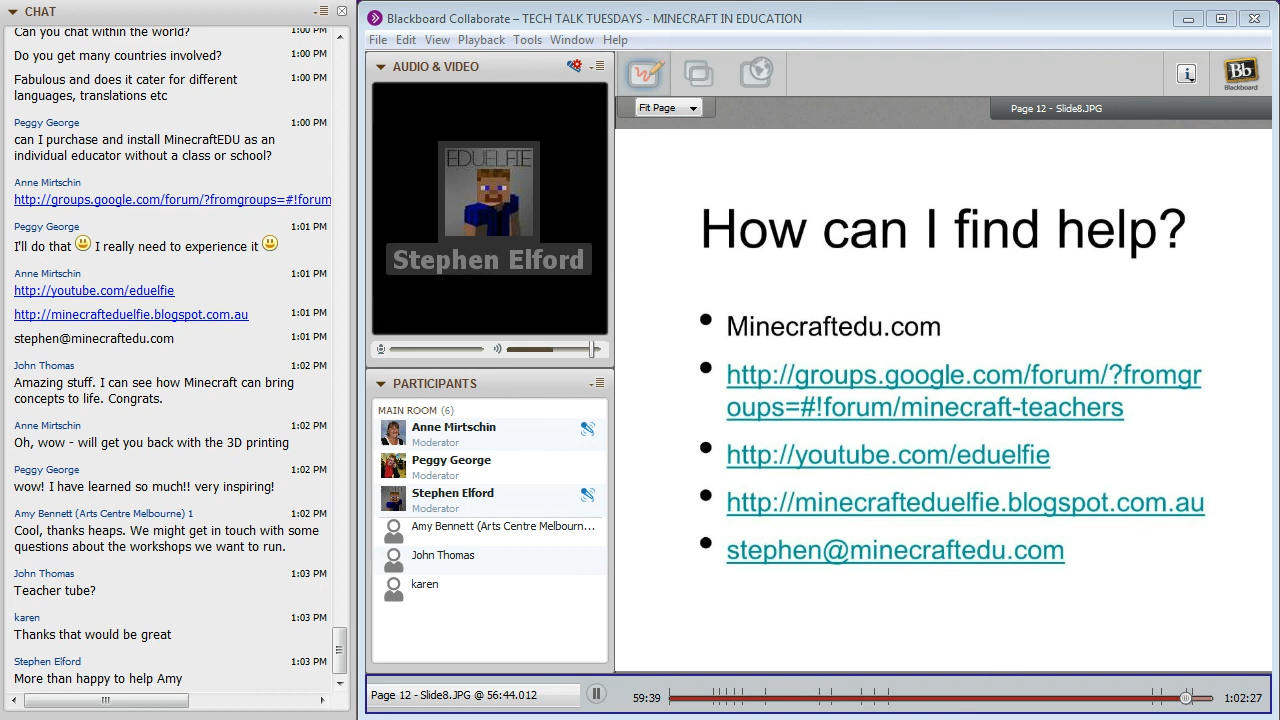 CHAT
Can you chat within the world?
1:00 PM
Do you get many countries involved?
1:00 PM
Fabulous and does it cater for different
1:00 PM
languages, translations etc
Peggy George
1:00 PM
can I purchase and install MinecraftEDU as an
individual educator without a class or school?
Anne Mirtschin
http://groups.google.com/forum/?fromgroups=#!forum
Peggy George
1:01 PM
I'll do that I really need to experience it
Anne Mirtschin
1:01 PM
http://youtube.com/eduelfie
http://minecrafteduelfie.blogspot.com.au
1:01 PM
stephen@minecraftedu.com
1:01 PM
John Thomas
1:02 PM
Amazing stuff. I can see how Minecraft can bring
concepts to life. Congrats.
Anne Mirtschin
1:02 PM
Oh, wow - will get you back with the 3D printing
Peggy George
1:02 PM
wow! I have learned so much!! very inspiring!
Amy Bennett (Arts Centre Melbourne) 1
1:02 PM
Cool, thanks heaps. We might get in touch with some
questions about the workshops we want to run.
John Thomas
1:03 PM
Teacher tube?
karen
1:03 PM
Thanks that would be great
Stephen Elford
1:03 PM
More than happy to help Amy
Blackboard Collaborate – TECH TALK TUESDAYS - MINECRAFT IN EDUCATION
File Edit View Playback Tools Window Help
AUDIO & VIDEO
EDUELFIE
Stephen Elford
PARTICIPANTS
MAIN ROOM (6)
Anne Mirtschin
Moderator
Peggy George
Moderator
Stephen Elford
Moderator
Amy Bennett (Arts Centre Melbourn...
John Thomas
karen
Bb
Blackboard
Fit Page
Page 12 - Slide8.JPG
How can I find help?
• Minecraftedu.com
• http://groups.google.com/forum/?fromgr
oups=#!forum/minecraft-teachers
• http://youtube.com/eduelfie
• http://minecrafteduelfie.blogspot.com.au
• stephen@minecraftedu.com
Page 12 - Slide8.JPG @ 56:44.012
59:39
1:02:27